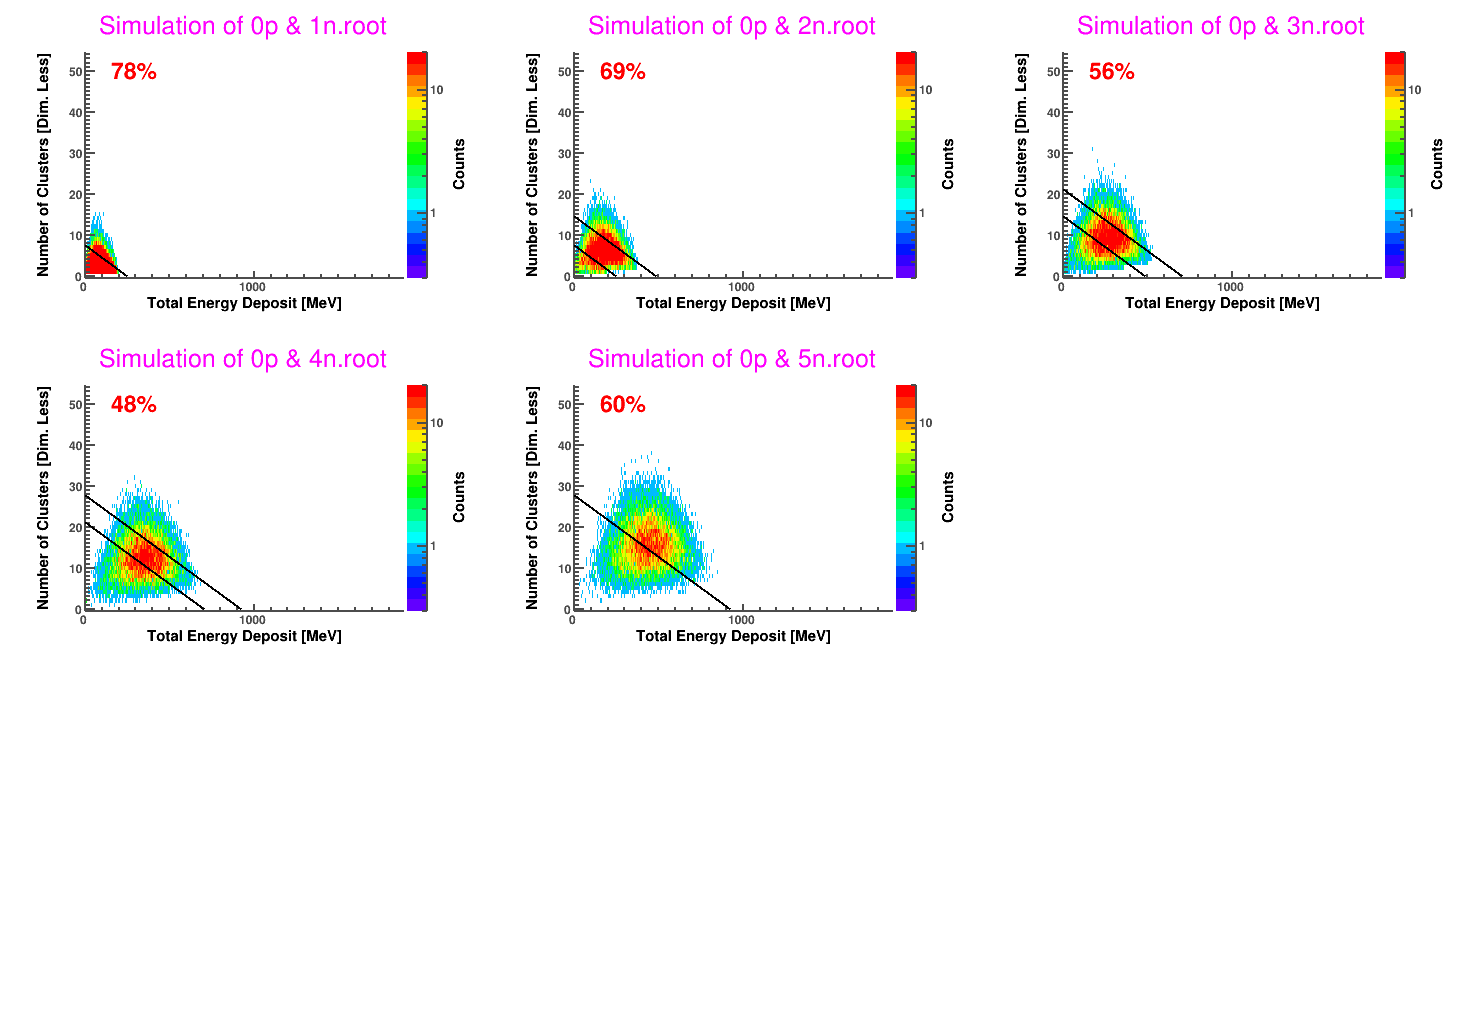 Simulation of 0p & 1n.root
78%
Number of Clusters [Dim. Less]
50
40
30
20
10
0
0
1000
Total Energy Deposit [MeV]
10
1
Counts
Simulation of 0p & 2n.root
69%
Number of Clusters [Dim. Less]
50
40
30
20
10
0
0
1000
Total Energy Deposit [MeV]
10
1
Counts
Simulation of 0p & 3n.root
56%
Number of Clusters [Dim. Less]
50
40
30
20
10
0
0
1000
Total Energy Deposit [MeV]
10
1
Counts
Simulation of 0p & 4n.root
48%
Number of Clusters [Dim. Less]
50
40
30
20
10
0
0
1000
Total Energy Deposit [MeV]
10
1
Counts
Simulation of 0p & 5n.root
60%
Number of Clusters [Dim. Less]
50
40
30
20
10
0
0
1000
Total Energy Deposit [MeV]
10
1
Counts